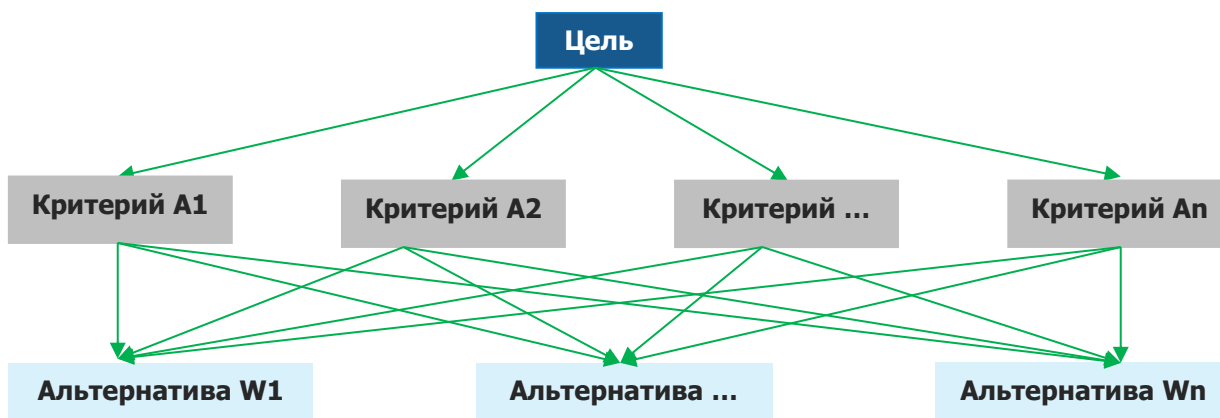 Цель
Критерий А1
Критерий А2
Критерий ...
Критерий Аn
Альтернатива W1
Альтернатива ...
Альтернатива Wn